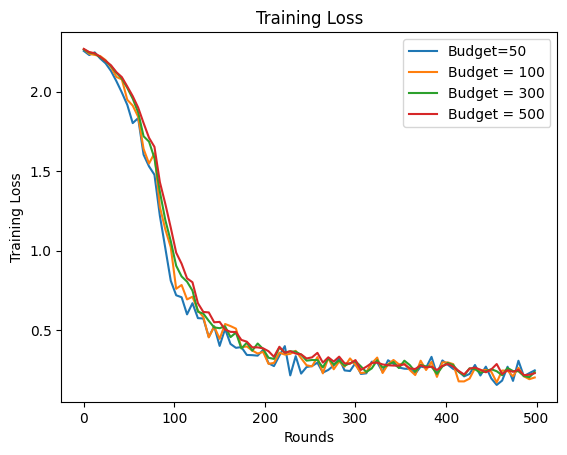 Training Loss
Budget=50
Budget = 100
Budget = 300
Budget = 500
2.0
1.5
1.0
0.5
Training Loss
0
100
200
300
400
500
Rounds